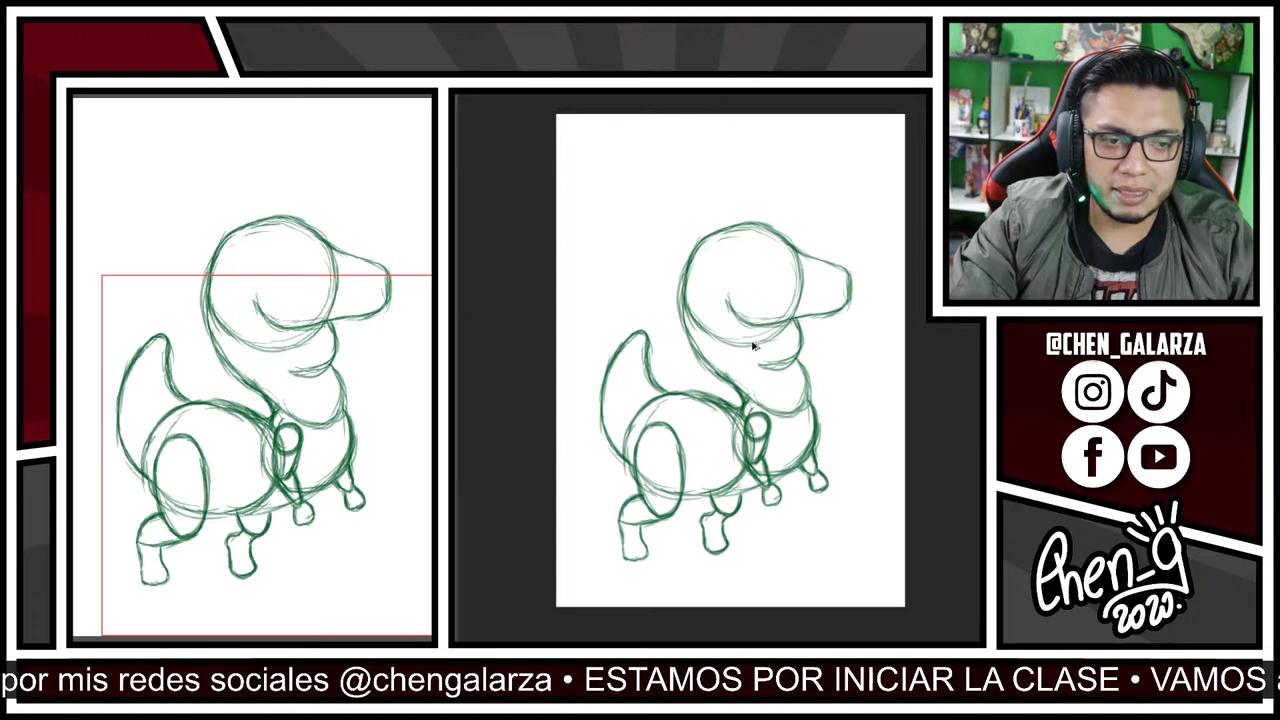 @CHEN_GALARZA
Chen_g
2020.
por mis redes sociales @chengalarza • ESTAMOS POR INICIAR LA CLASE • VAMOS